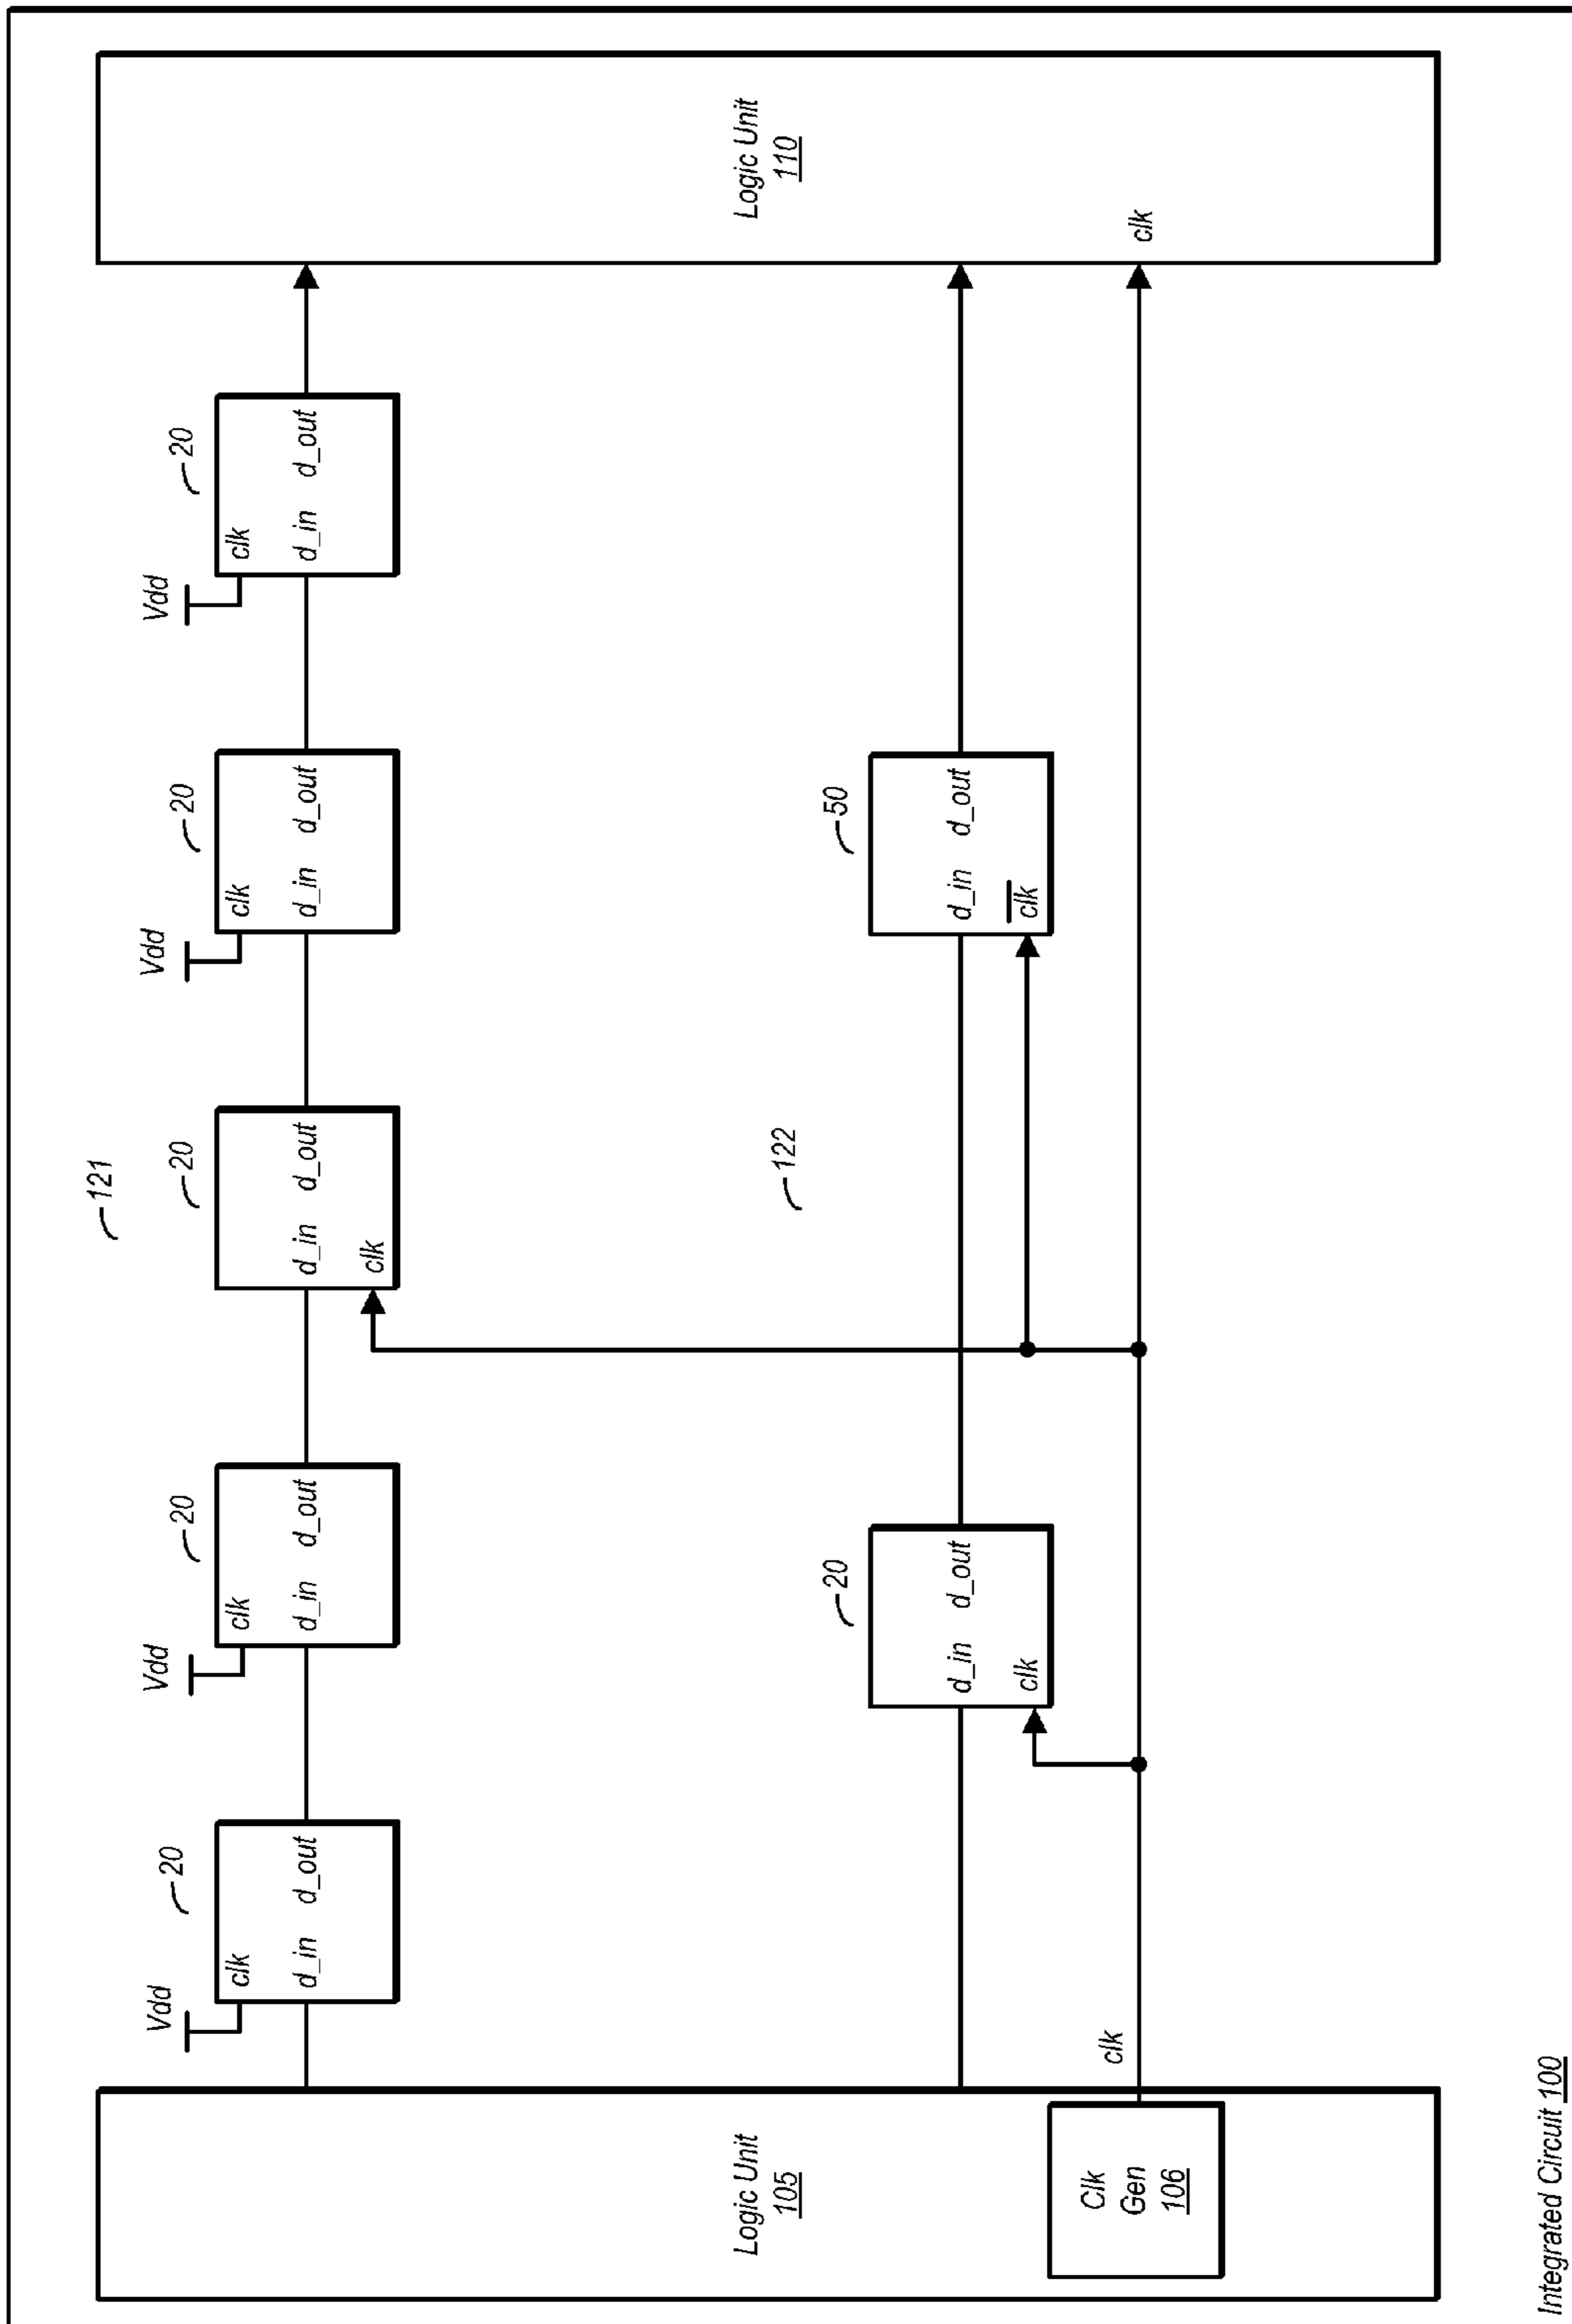 121
20
20
20
20
20
Vdd
Vdd
Vdd
Vdd
clk
clk
clk
clk
d_in d_out
d_in d_out
d_in d_out
d_in d_out
d_in d_out
clk
Logic Unit
105
Logic Unit
110
122
20
50
d_in d_out
d_in d_out
clk
clk
Clk
Gen
106
clk
clk
Integrated Circuit 100